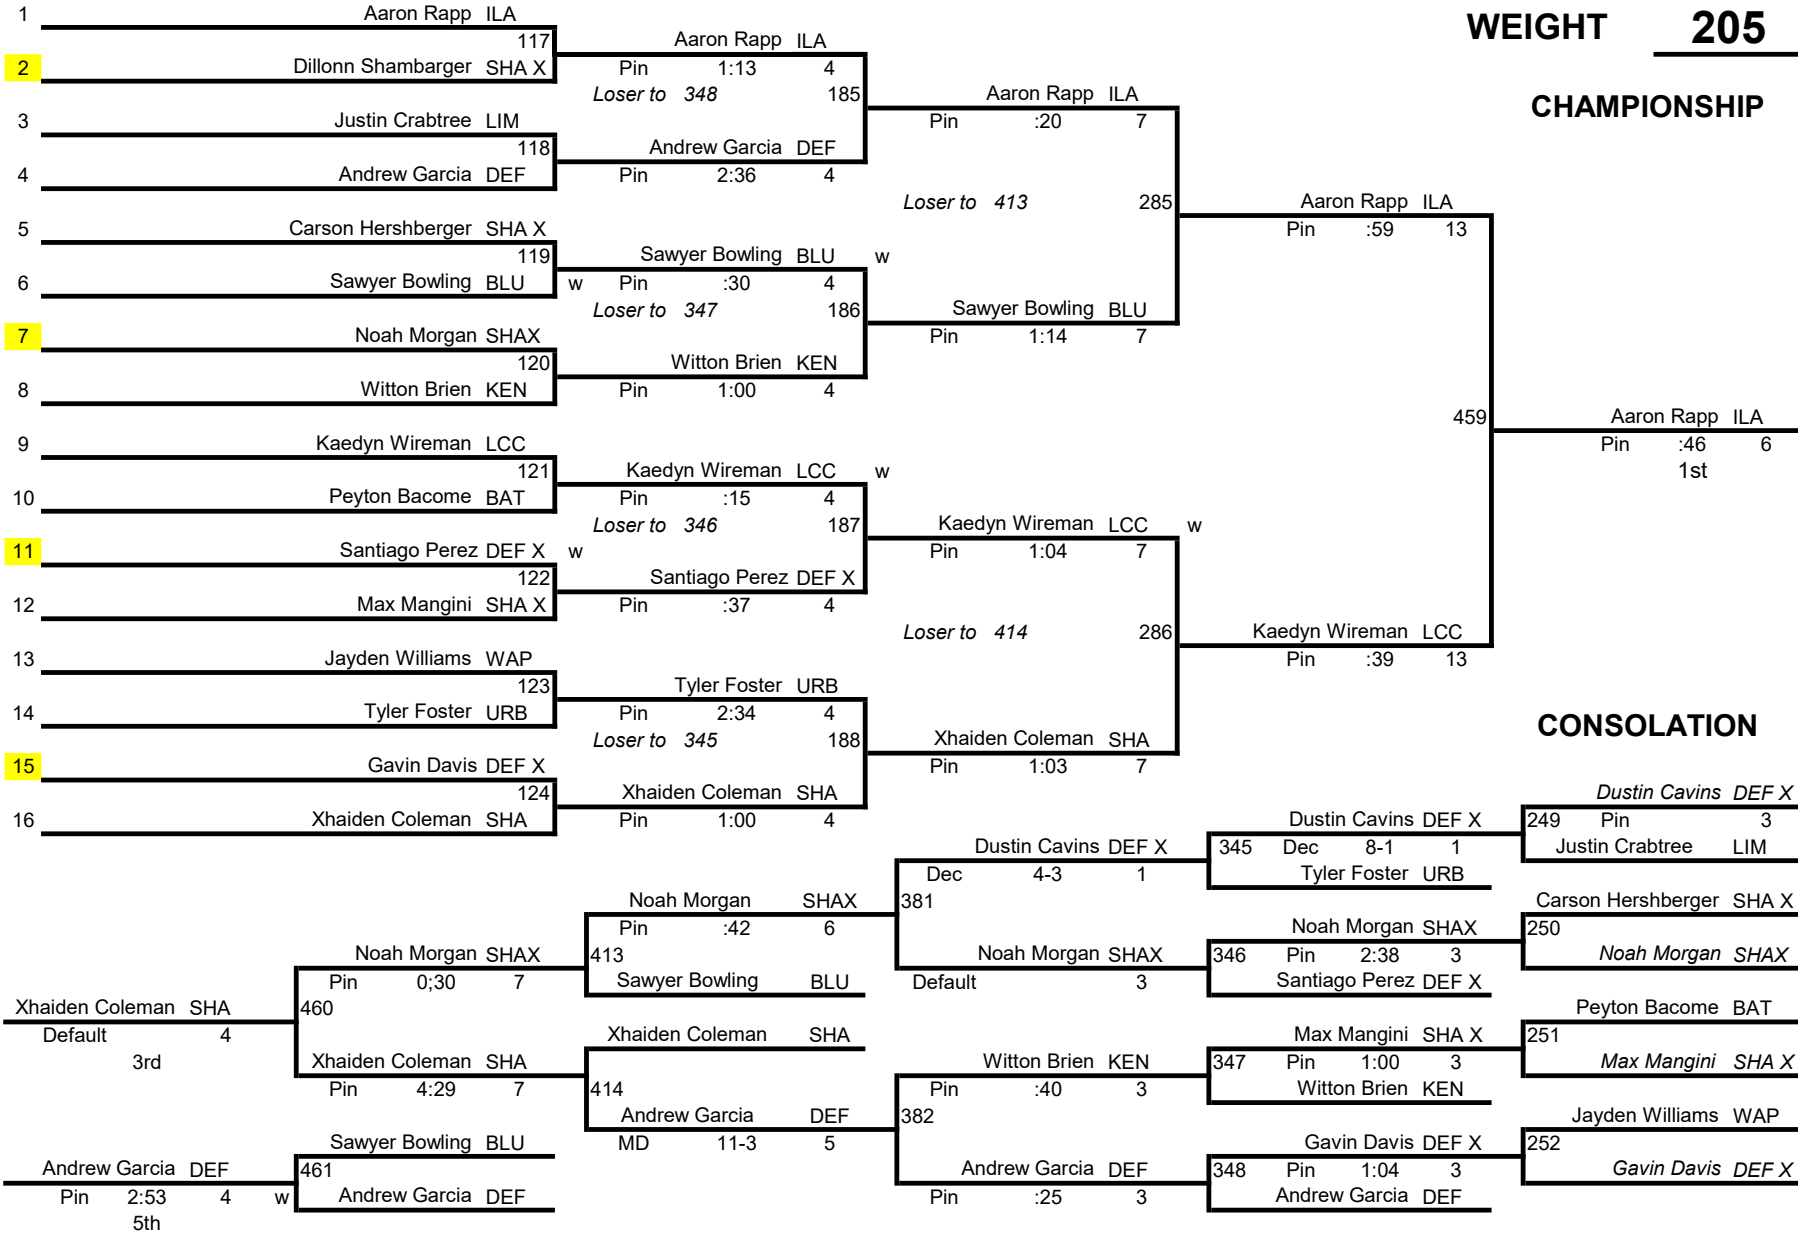 1 Aaron Rapp ILA
WEIGHT 205
117 Aaron Rapp ILA
2 Dillonn Shambarger SHA X Pin 1:13 4
Loser to 348 185 Aaron Rapp ILA
CHAMPIONSHIP
3 Justin Crabtree LIM Pin :20 7
118 Andrew Garcia DEF
4 Andrew Garcia DEF Pin 2:36 4
Loser to 413 285 Aaron Rapp ILA
5 Carson Hershberger SHA X Pin :59 13
119 Sawyer Bowling BLU w
6 Sawyer Bowling BLU w Pin :30 4
Loser to 347 186 Sawyer Bowling BLU
7 Noah Morgan SHAX Pin 1:14 7
120 Witton Brien KEN
8 Witton Brien KEN Pin 1:00 4
459 Aaron Rapp ILA
9 Kaedyn Wireman LCC Pin :46 6
121 Kaedyn Wireman LCC w 1st
10 Peyton Bacome BAT Pin :15 4
Loser to 346 187 Kaedyn Wireman LCC w
11 Santiago Perez DEF X w Pin 1:04 7
122 Santiago Perez DEF X
12 Max Mangini SHA X Pin :37 4
Loser to 414 286 Kaedyn Wireman LCC
13 Jayden Williams WAP Pin :39 13
123 Tyler Foster URB
14 Tyler Foster URB Pin 2:34 4
CONSOLATION
Loser to 345 188 Xhaiden Coleman SHA
15 Gavin Davis DEF X Pin 1:03 7
124 Xhaiden Coleman SHA Dustin Cavins DEF X
16 Xhaiden Coleman SHA Pin 1:00 4 Dustin Cavins DEF X 249 Pin 3
Dustin Cavins DEF X 345 Dec 8-1 1 Justin Crabtree LIM
Dec 4-3 1 Tyler Foster URB
Noah Morgan SHAX 381 Carson Hershberger SHA X
Pin :42 6 Noah Morgan SHAX 250
Noah Morgan SHAX 413 Noah Morgan SHAX 346 Pin 2:38 3 Noah Morgan SHAX
Pin 0;30 7 Sawyer Bowling BLU Default 3 Santiago Perez DEF X
Xhaiden Coleman SHA 460 Peyton Bacome BAT
Default 4 Xhaiden Coleman SHA Max Mangini SHA X 251
3rd Xhaiden Coleman SHA Witton Brien KEN 347 Pin 1:00 3 Max Mangini SHA X
Pin 4:29 7 414 Pin :40 3 Witton Brien KEN
Andrew Garcia DEF 382 Jayden Williams WAP
Sawyer Bowling BLU MD 11-3 5 Gavin Davis DEF X 252
Andrew Garcia DEF 461 Andrew Garcia DEF 348 Pin 1:04 3 Gavin Davis DEF X
Pin 2:53 4 w Andrew Garcia DEF Pin :25 3 Andrew Garcia DEF
5th